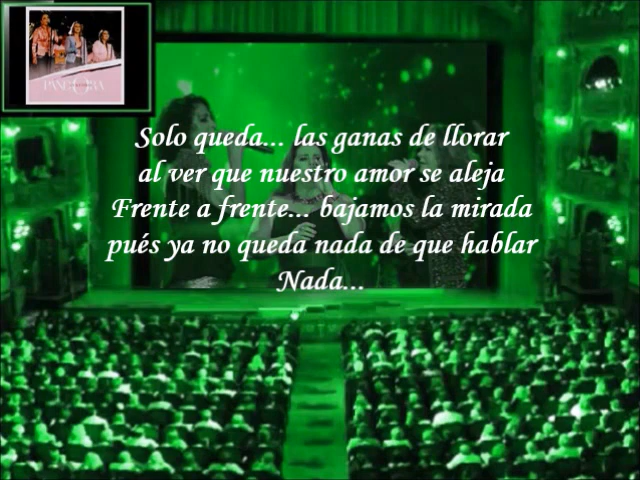 PANDORA
Solo queda... las ganas de llorar
al ver que nuestro amor se aleja
Frente a frente... bajamos la mirada
pués ya no queda nada de que hablar
Nada...